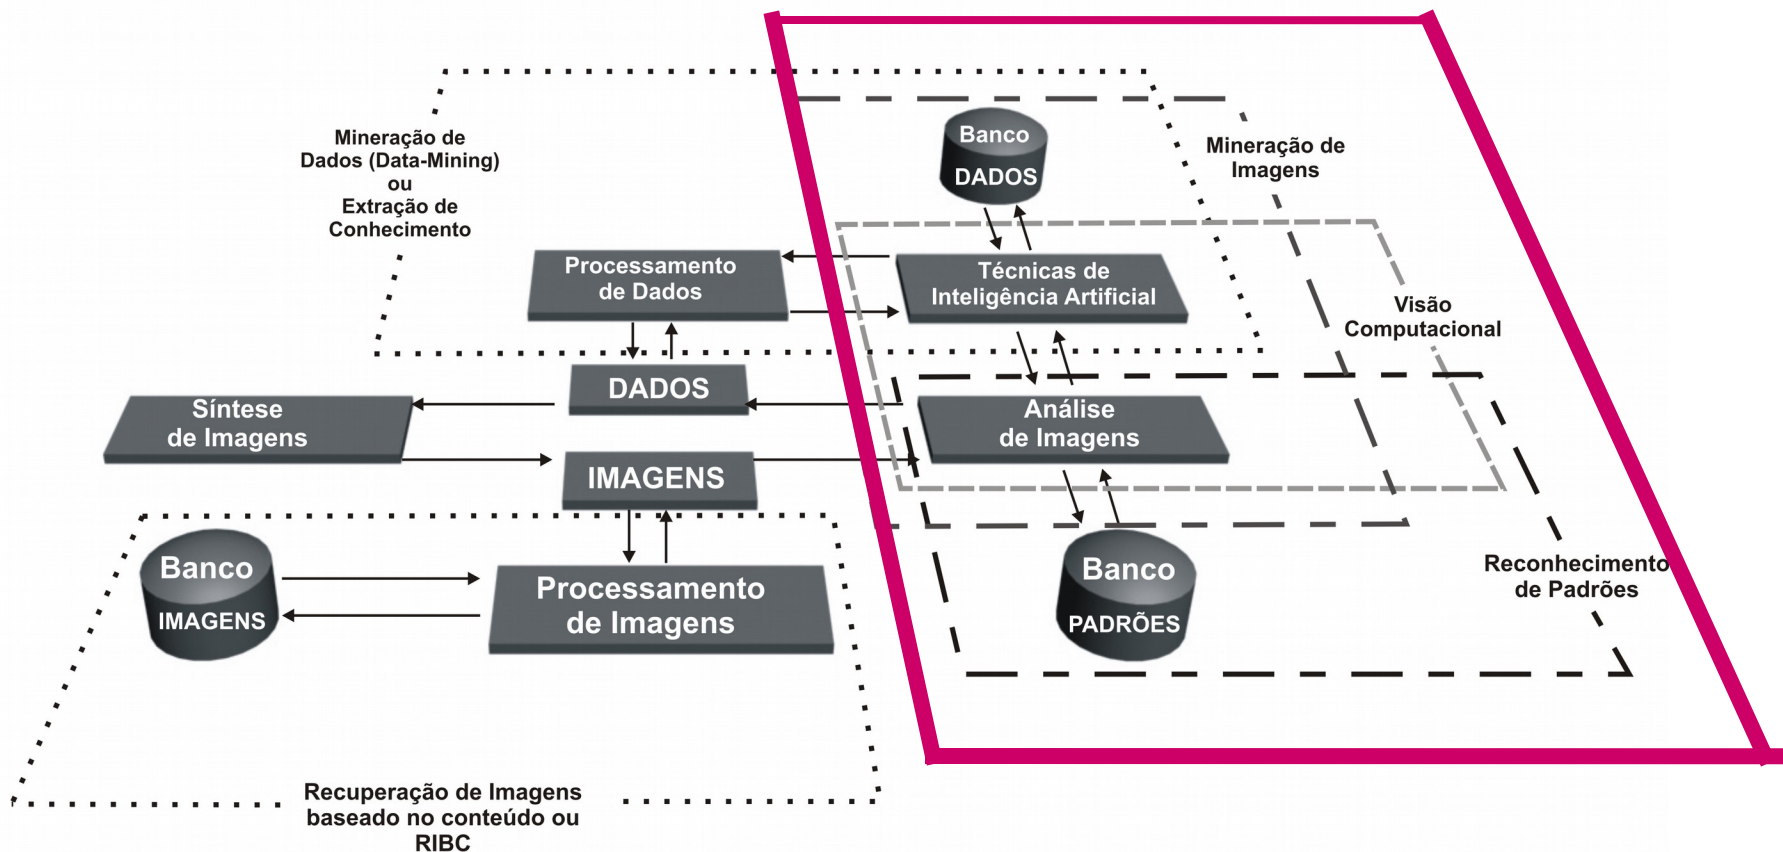 Mineração de
Dados (Data-Mining)
ou
Extração de
Conhecimento
Banco
DADOS
Mineração de
Imagens
Processamento
de Dados
Técnicas de
Inteligência Artificial
Visão
Computacional
DADOS
Síntese
de Imagens
Análise
de Imagens
IMAGENS
Banco
IMAGENS
Processamento
de Imagens
Banco
PADRÕES
Reconhecimento
de Padrões
Recuperação de Imagens
baseado no conteúdo ou
RIBC